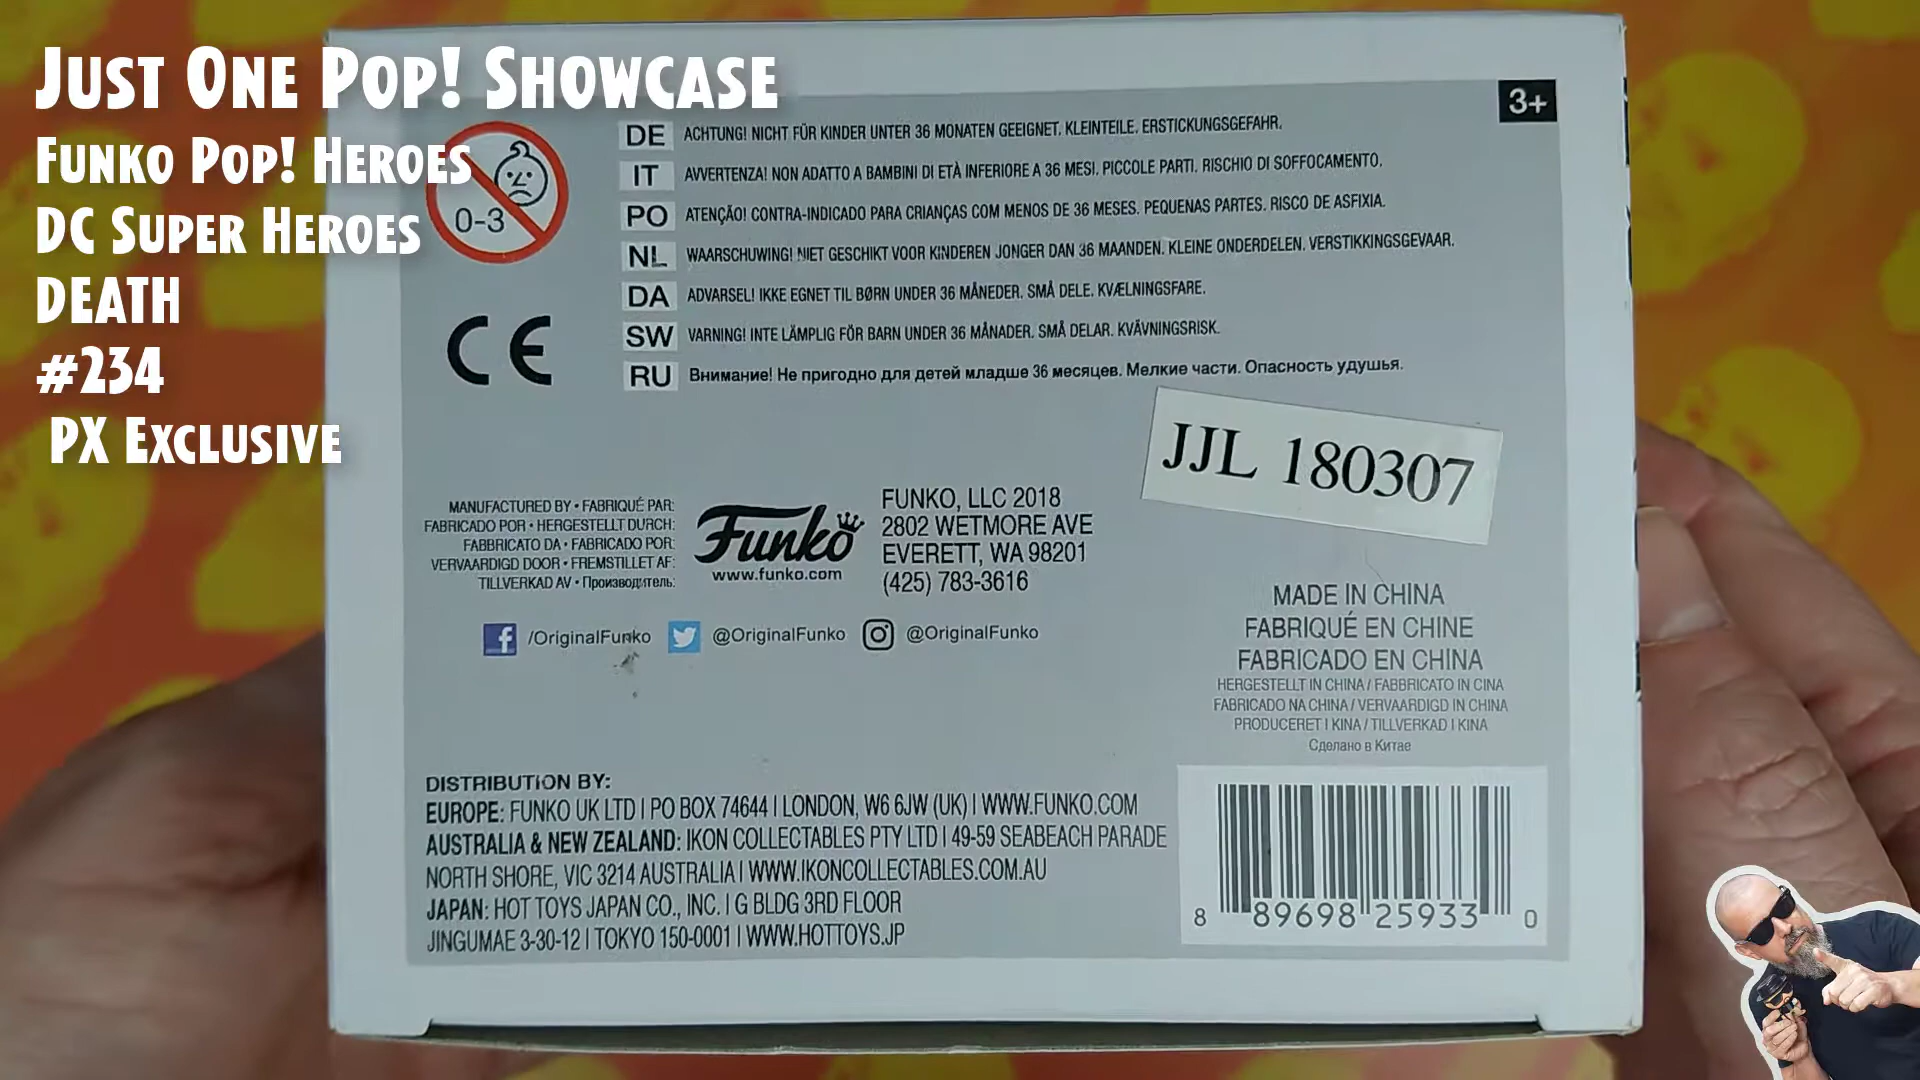 JUST ONE POP! SHOWCASE
FUNKO POP! HEROES
DC SUPER HEROES
DEATH
#234
PX EXCLUSIVE
3+
0-3
DE ACHTUNG! NICHT FÜR KINDER UNTER 36 MONATEN GEEIGNET. KLEINTEILE. ERSTICKUNGSGEFAHR.
IT AVVERTENZA! NON ADATTO A BAMBINI DI ETÀ INFERIORE A 36 MESI. PICCOLE PARTI. RISCHIO DI SOFFOCAMENTO.
PO ATENÇÃO! CONTRA-INDICADO PARA CRIANÇAS COM MENOS DE 36 MESES. PEQUENAS PARTES. RISCO DE ASFIXIA.
NL WAARSCHUWING! NIET GESCHIKT VOOR KINDEREN JONGER DAN 36 MAANDEN. KLEINE ONDERDELEN. VERSTIKKINGSGEVAAR.
DA ADVARSEL! IKKE EGNET TIL BØRN UNDER 36 MÅNEDER. SMÅ DELE. KVÆLNINGSFARE.
SW VARNING! INTE LÄMPLIG FÖR BARN UNDER 36 MÅNADER. SMÅ DELAR. KVÄVNINGSRISK.
RU Внимание! Не пригодно для детей младше 36 месяцев. Мелкие части. Опасность удушья.
CE
JJL 180307
MANUFACTURED BY • FABRIQUÉ PAR:
FABRICADO POR • HERGESTELLT DURCH:
FABBRICATO DA • FABRICADO POR:
VERVAARDIGD DOOR • FREMSTILLET AF:
TILLVERKAD AV • Производитель:
Funko
www.funko.com
FUNKO, LLC 2018
2802 WETMORE AVE
EVERETT, WA 98201
(425) 783-3616
/OriginalFunko @OriginalFunko @OriginalFunko
MADE IN CHINA
FABRIQUÉ EN CHINE
FABRICADO EN CHINA
HERGESTELLT IN CHINA / FABBRICATO IN CINA
FABRICADO NA CHINA / VERVAARDIGD IN CHINA
PRODUCERET I KINA / TILLVERKAD I KINA
Сделано в Китае
DISTRIBUTION BY:
EUROPE: FUNKO UK LTD | PO BOX 74644 | LONDON, W6 6JW (UK) | WWW.FUNKO.COM
AUSTRALIA & NEW ZEALAND: IKON COLLECTABLES PTY LTD | 49-59 SEABEACH PARADE
NORTH SHORE, VIC 3214 AUSTRALIA | WWW.IKONCOLLECTABLES.COM.AU
JAPAN: HOT TOYS JAPAN CO., INC. | G BLDG 3RD FLOOR
JINGUMAE 3-30-12 | TOKYO 150-0001 | WWW.HOTTOYS.JP
8 89698 25933 0